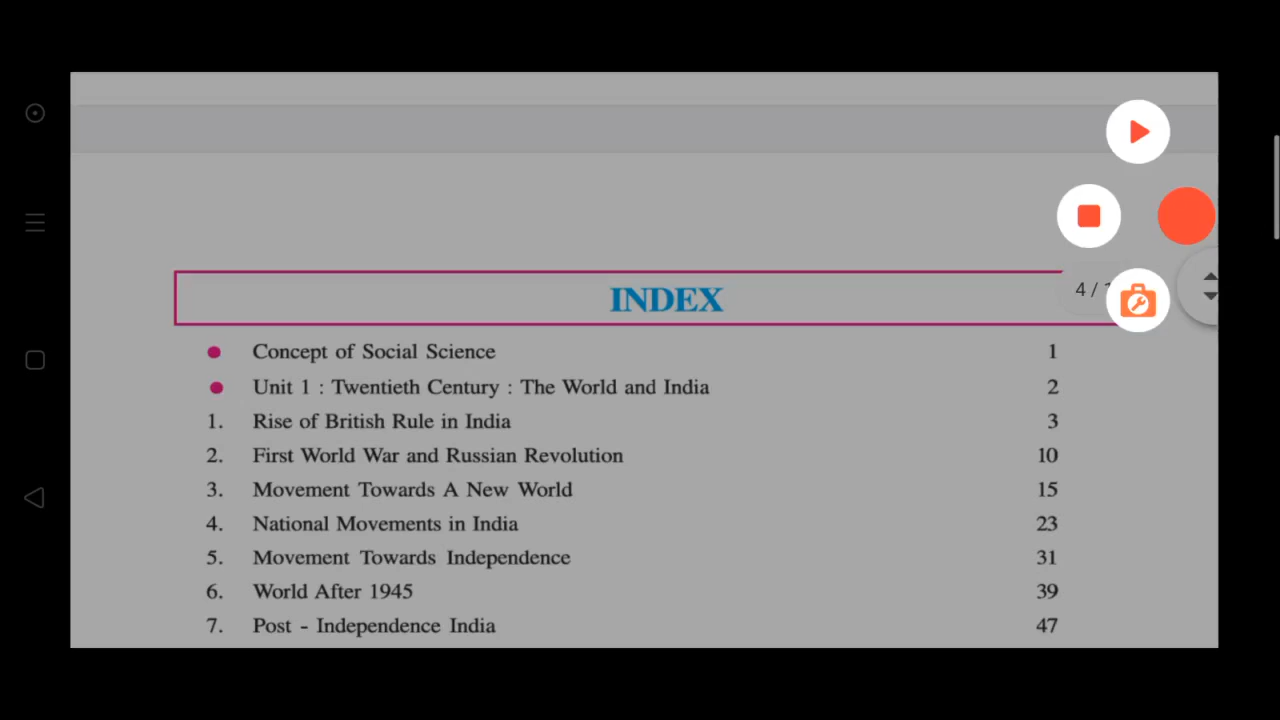 INDEX
4 /
Concept of Social Science 1
Unit 1 : Twentieth Century : The World and India 2
1. Rise of British Rule in India 3
2. First World War and Russian Revolution 10
3. Movement Towards A New World 15
4. National Movements in India 23
5. Movement Towards Independence 31
6. World After 1945 39
7. Post - Independence India 47